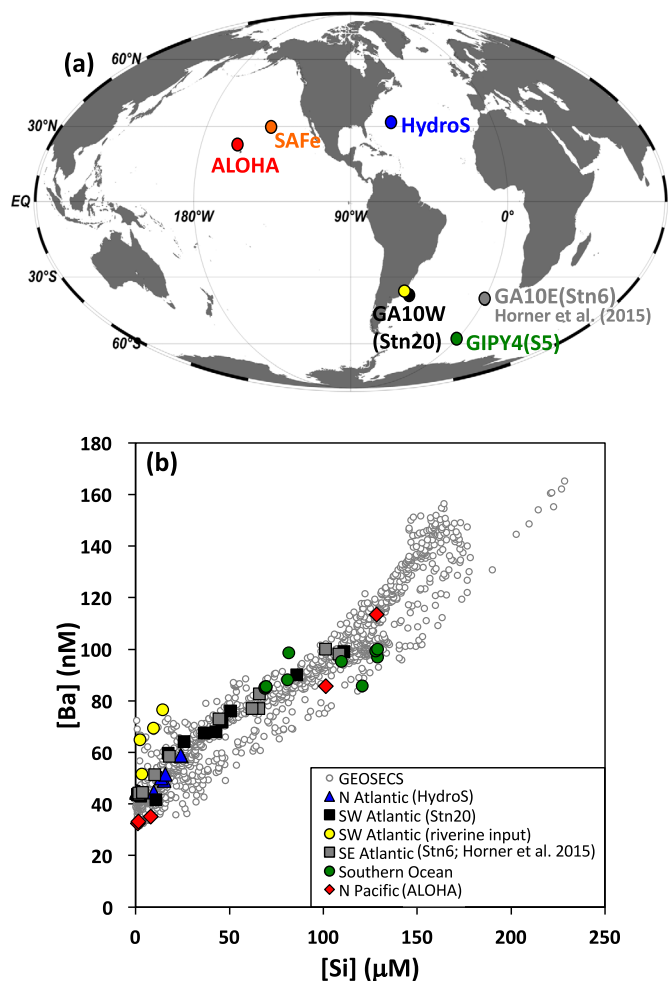 (a)
60°N
30°N
HydroS
SAFe
ALOHA
EQ
180°W
90°W
0°
30°S
GA10E(Stn6)
Horner et al. (2015)
GA10W
(Stn20)
GIPY4(S5)
60°S
(b)
180
160
140
120
100
80
60
40
20
0
[Ba] (nM)
GEOSECS
N Atlantic (HydroS)
SW Atlantic (Stn20)
SW Atlantic (riverine input)
SE Atlantic (Stn6; Horner et al. 2015)
Southern Ocean
N Pacific (ALOHA)
0 50 100 150 200 250
[Si] (µM)